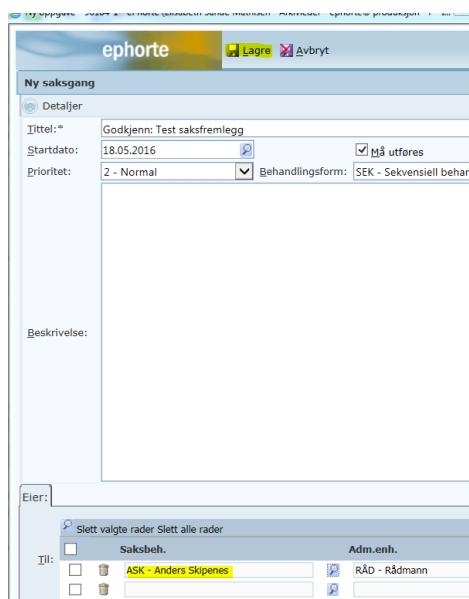 ephorte Lagre Avbryt
Ny saksgang
Detaljer
Tittel:* Godkjenn: Test saksfremlegg
Startdato: 18.05.2016 Må utføres
Prioritet: 2 - Normal Behandlingsform: SEK - Sekvensiell behar
Beskrivelse:
Eier:
Slett valgte rader Slett alle rader
Til: Saksbeh. Adm.enh.
ASK - Anders Skipenes RÅD - Rådmann